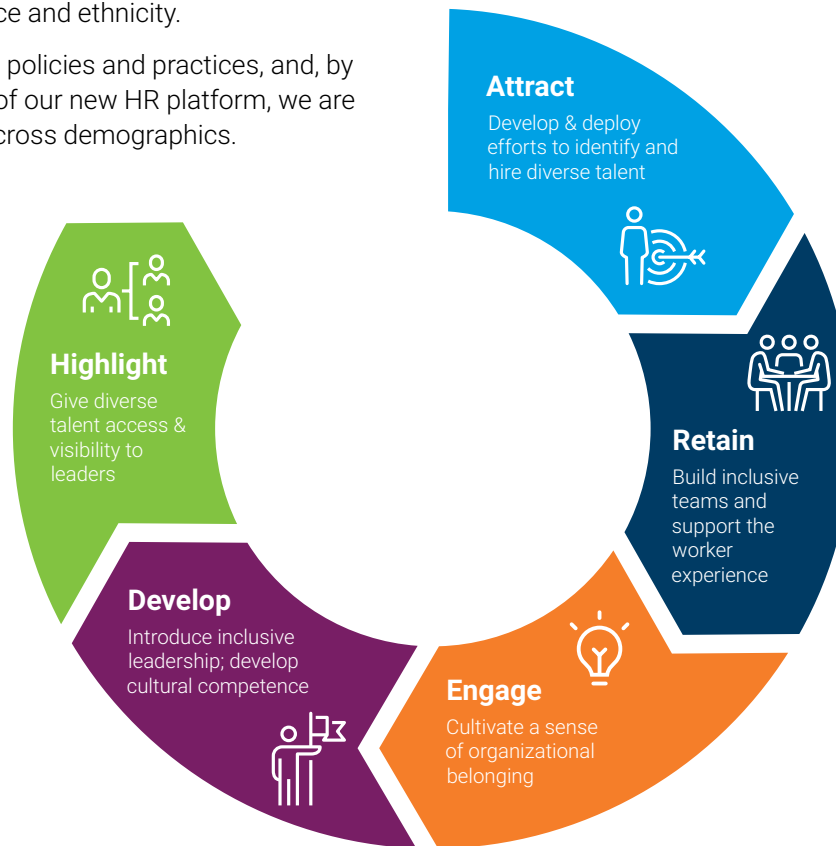 ce and ethnicity.
policies and practices, and, by
of our new HR platform, we are
cross demographics.
Attract
Develop & deploy
efforts to identify and
hire diverse talent
Retain
Build inclusive
teams and
support the
worker
experience
Engage
Cultivate a sense
of organizational
belonging
Develop
Introduce inclusive
leadership; develop
cultural competence
Highlight
Give diverse
talent access &
visibility to
leaders